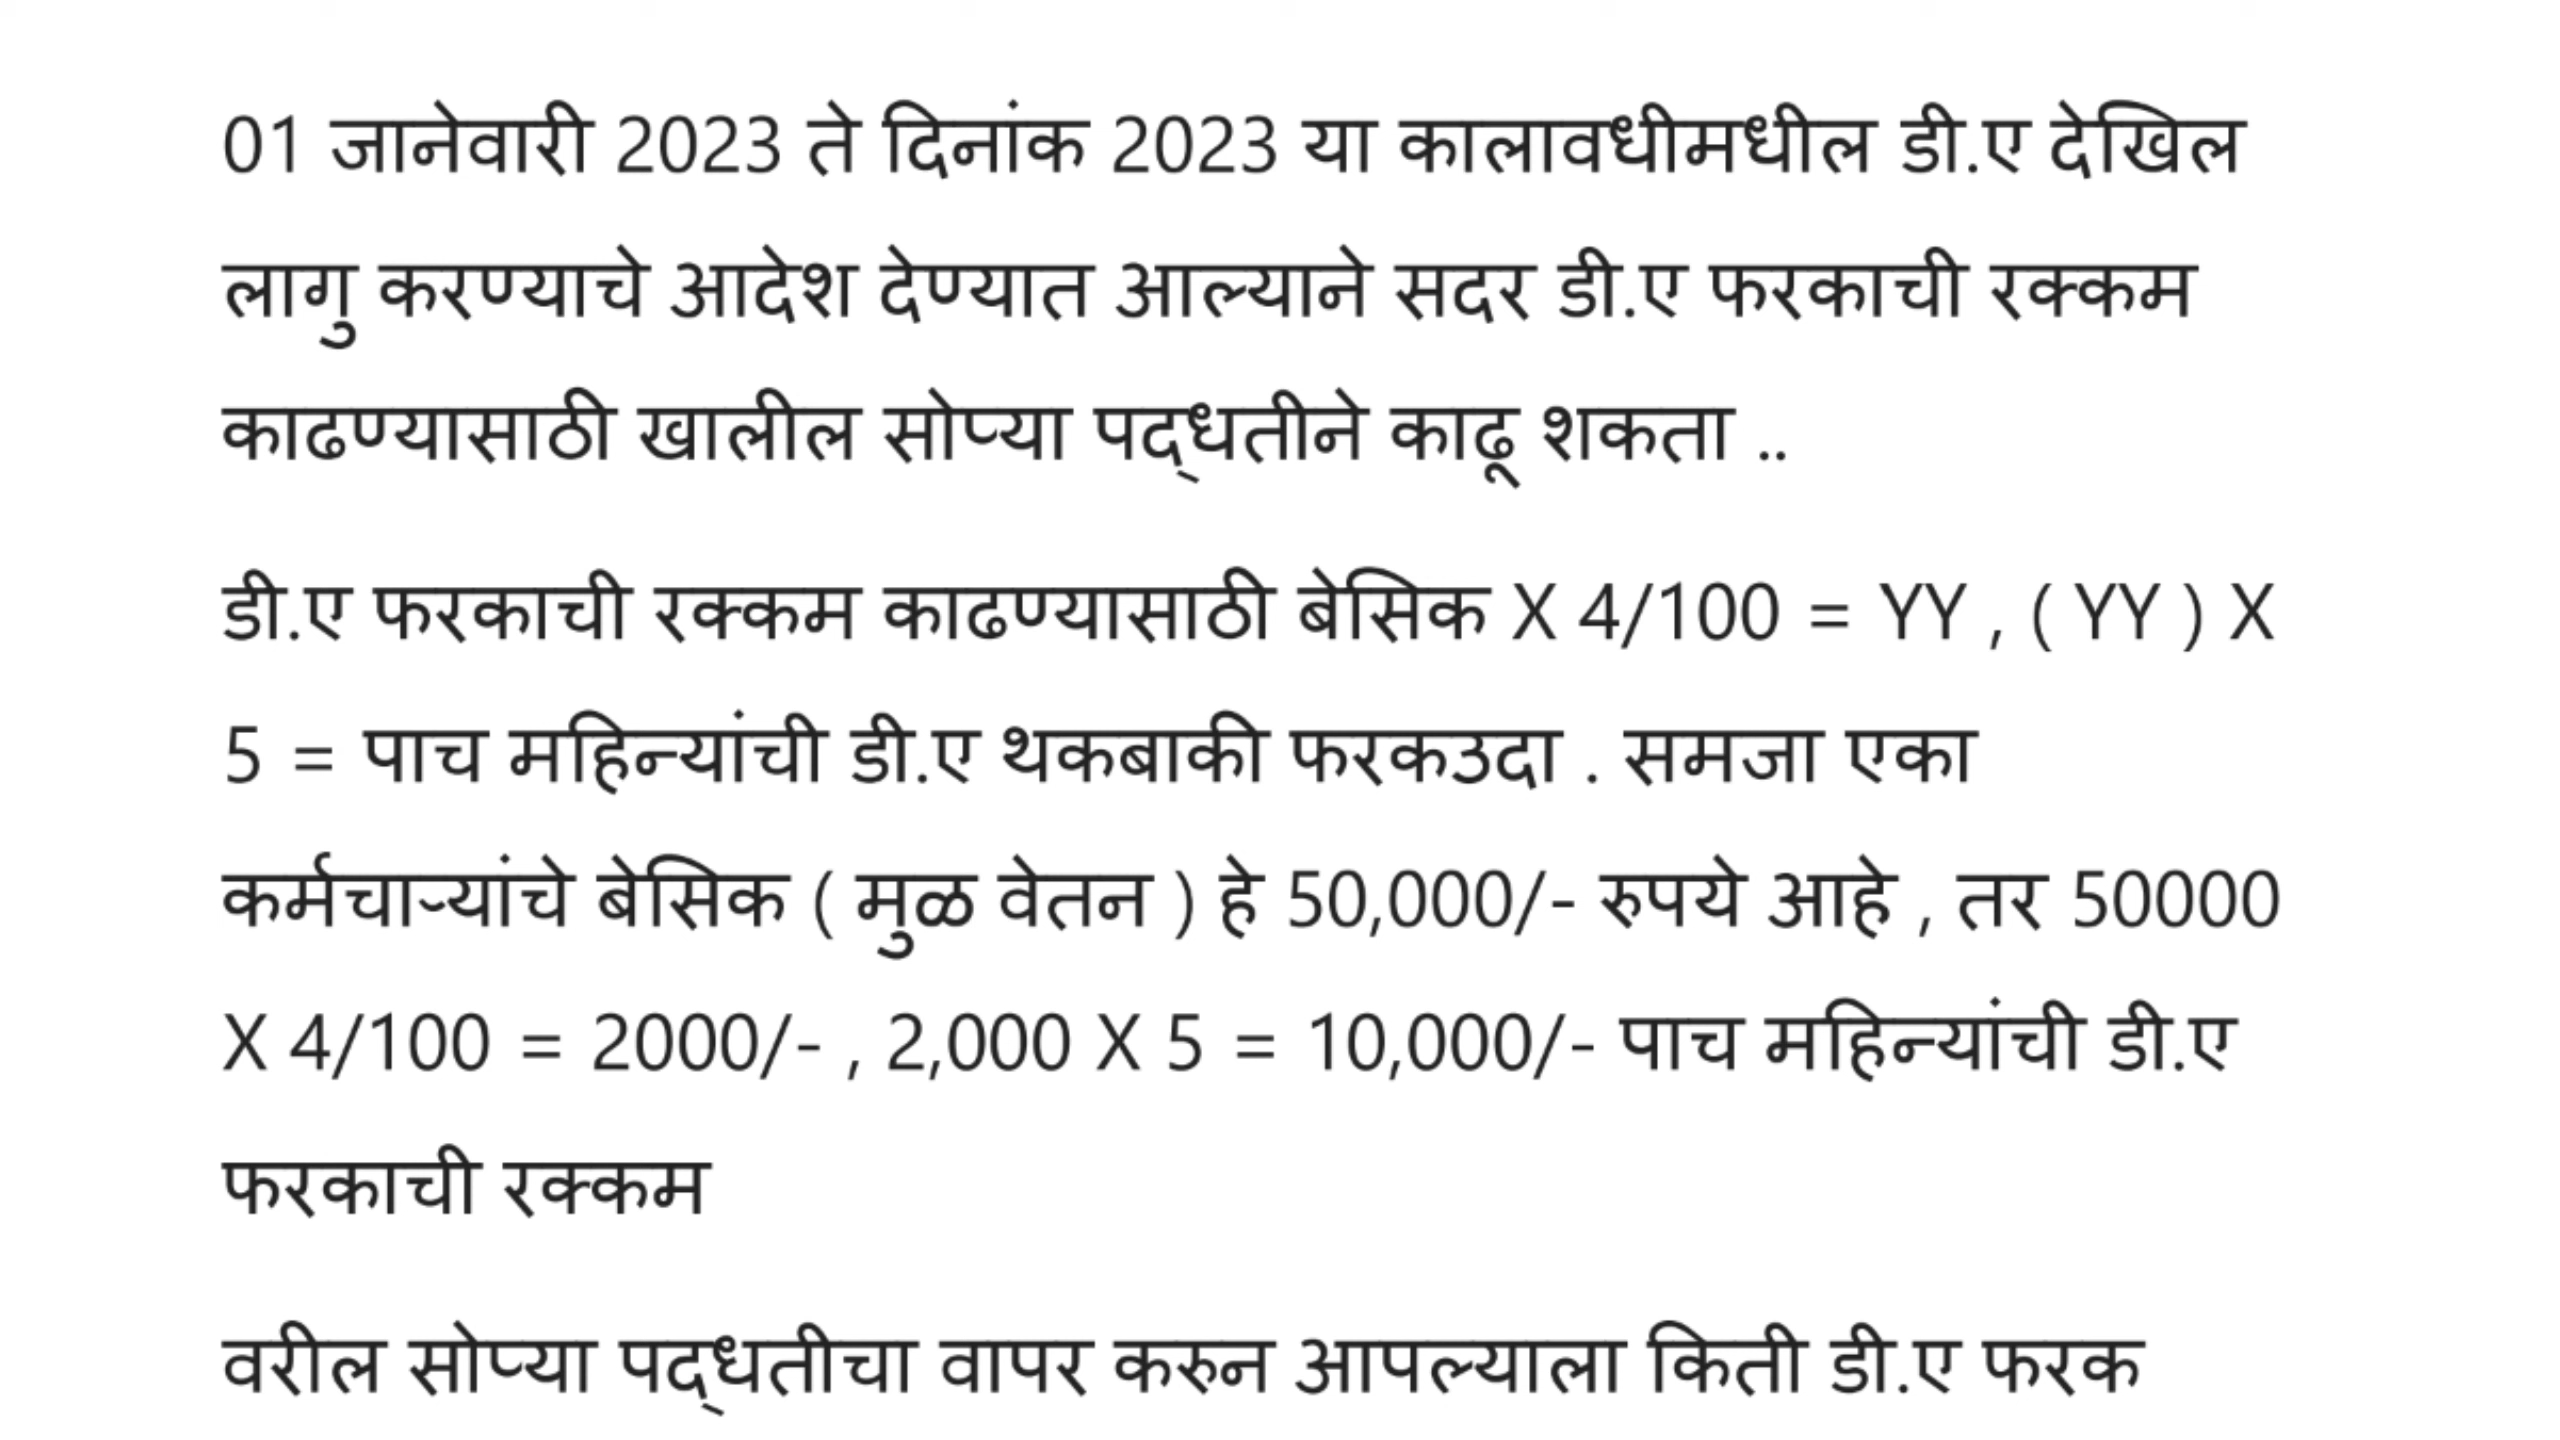 01 जानेवारी 2023 ते दिनांक 2023 या कालावधीमधील डी.ए देखिल
लागु करण्याचे आदेश देण्यात आल्याने सदर डी.ए फरकाची रक्कम
काढण्यासाठी खालील सोप्या पद्धतीने काढू शकता ..
डी.ए फरकाची रक्कम काढण्यासाठी बेसिक X 4/100 = YY , ( YY ) X
5 = पाच महिन्यांची डी.ए थकबाकी फरकउदा . समजा एका
कर्मचाऱ्यांचे बेसिक ( मुळ वेतन ) हे 50,000/- रुपये आहे , तर 50000
X 4/100 = 2000/- , 2,000 X 5 = 10,000/- पाच महिन्यांची डी.ए
फरकाची रक्कम
वरील सोप्या पद्धतीचा वापर करुन आपल्याला किती डी.ए फरक